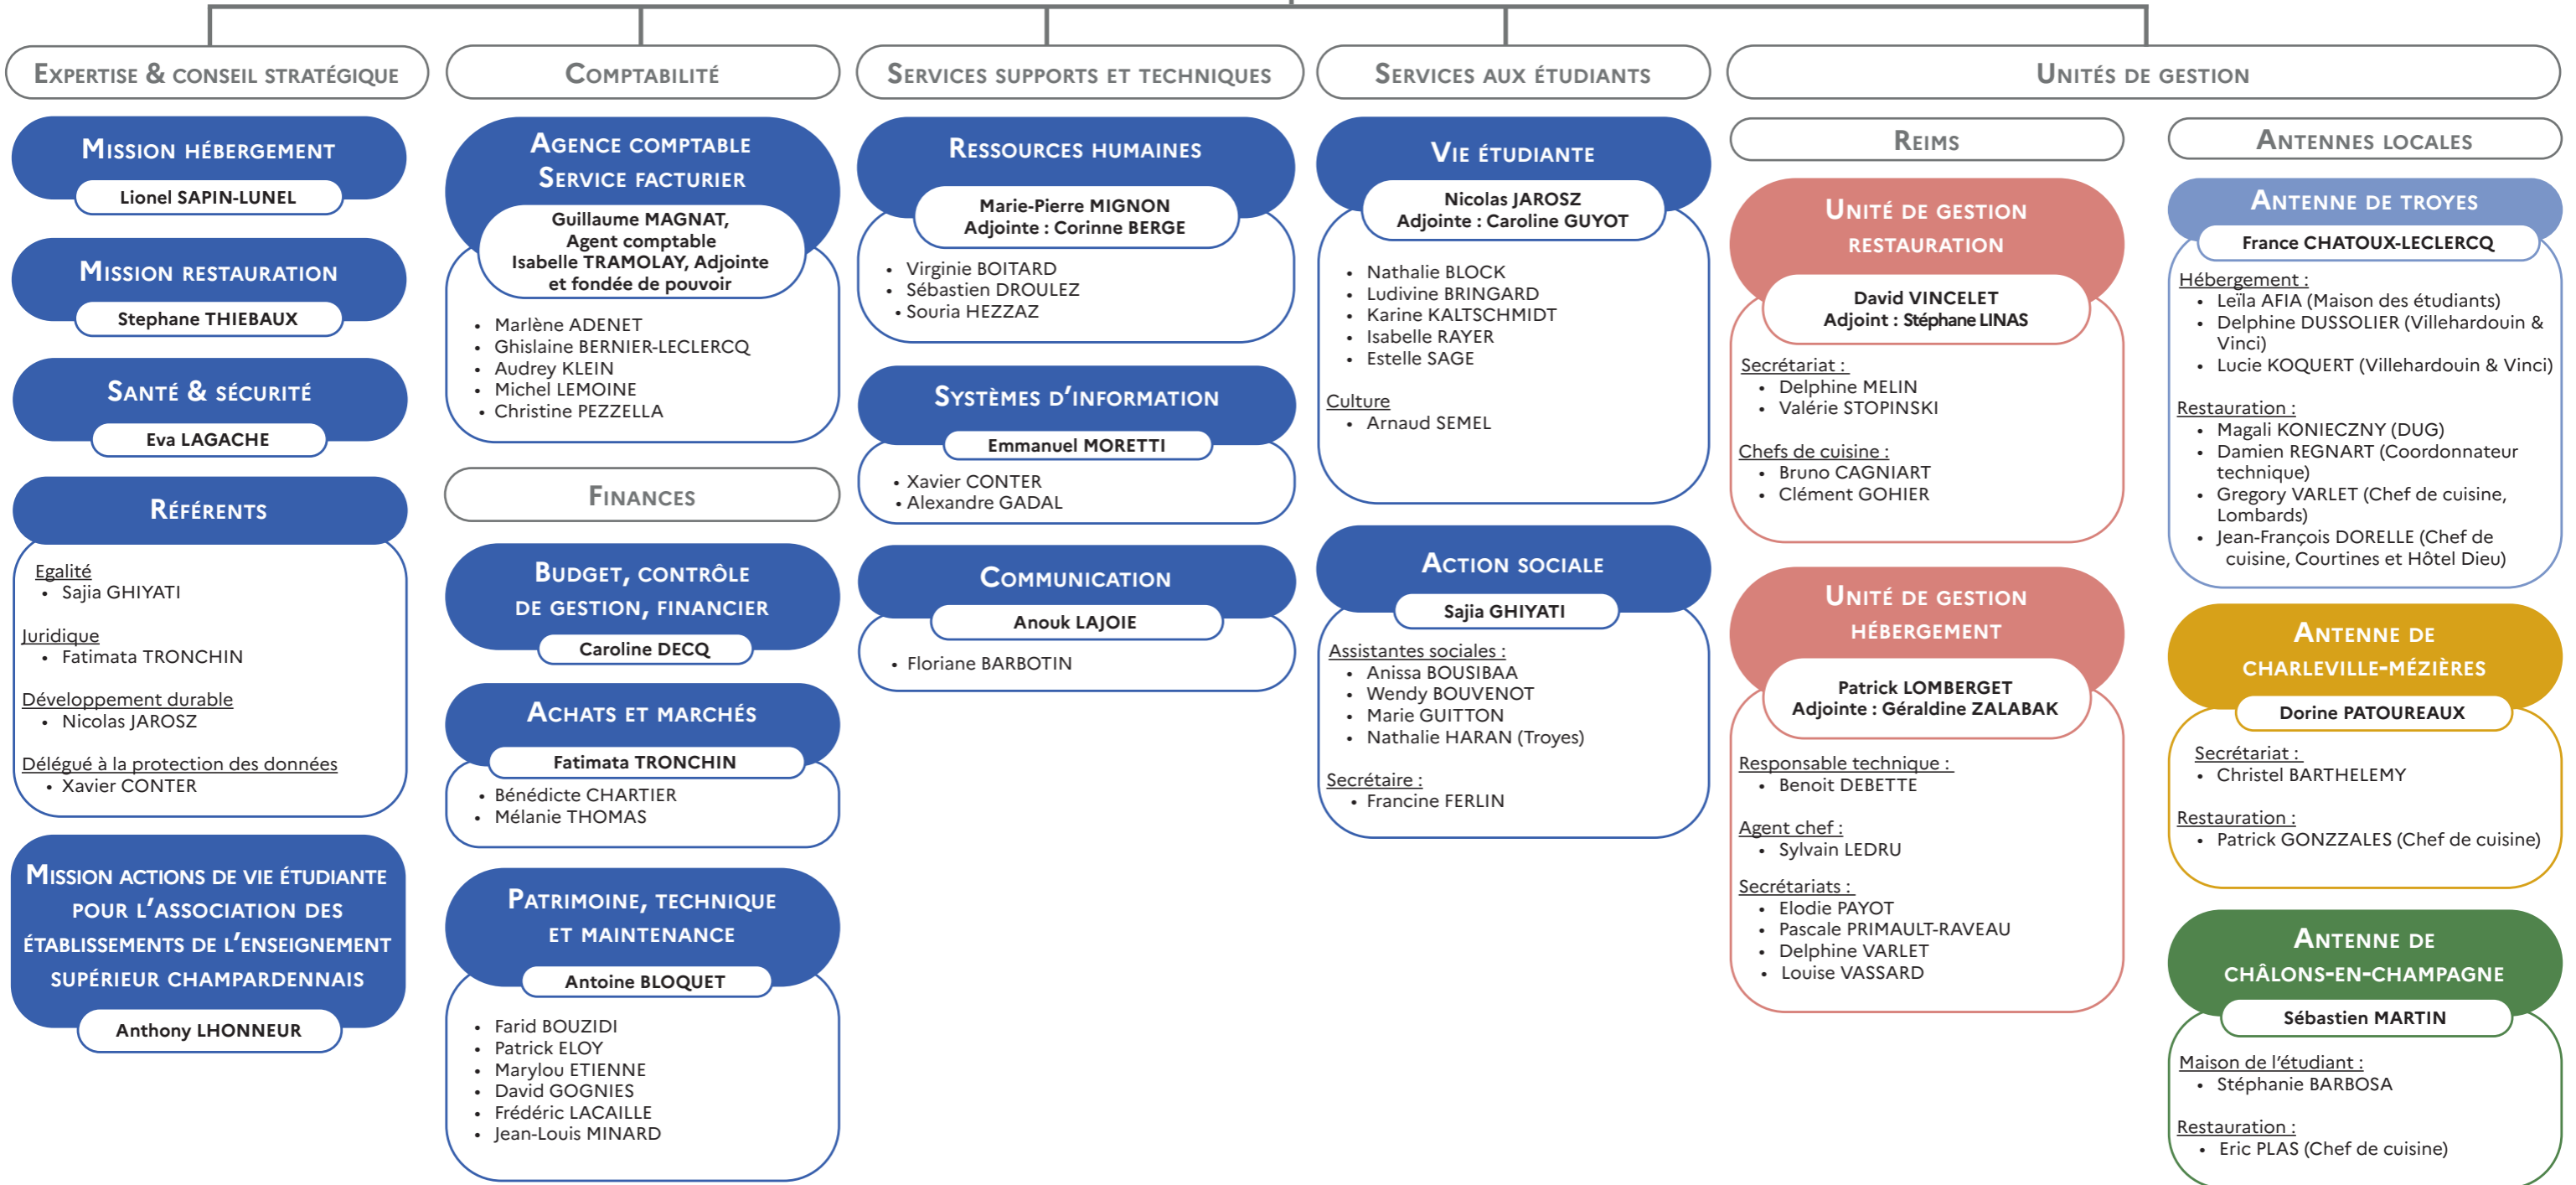 Expertise & conseil stratégique
Mission hébergement
Lionel SAPIN-LUNEL
Mission restauration
Stephane THIEBAUX
Santé & sécurité
Eva LAGACHE
Référents
Egalité
• Sajia GHIYATI
Juridique
• Fatimata TRONCHIN
Développement durable
• Nicolas JAROSZ
Délégué à la protection des données
• Xavier CONTER
Mission actions de vie étudiante
pour l'association des
établissements de l'enseignement
supérieur champardennais
Anthony LHONNEUR
Comptabilité
Agence comptable
Service facturier
Guillaume MAGNAT,
Agent comptable
Isabelle TRAMOLAY, Adjointe
et fondée de pouvoir
• Marlène ADENET
• Ghislaine BERNIER-LECLERCQ
• Audrey KLEIN
• Michel LEMOINE
• Christine PEZZELLA
Finances
Budget, contrôle
de gestion, financier
Caroline DECQ
Achats et marchés
Fatimata TRONCHIN
• Bénédicte CHARTIER
• Mélanie THOMAS
Patrimoine, technique
et maintenance
Antoine BLOQUET
• Farid BOUZIDI
• Patrick ELOY
• Marylou ETIENNE
• David GOGNIES
• Frédéric LACAILLE
• Jean-Louis MINARD
Services supports et techniques
Ressources humaines
Marie-Pierre MIGNON
Adjointe : Corinne BERGE
• Virginie BOITARD
• Sébastien DROULEZ
• Souria HEZZAZ
Systèmes d'information
Emmanuel MORETTI
• Xavier CONTER
• Alexandre GADAL
Communication
Anouk LAJOIE
• Floriane BARBOTIN
Services aux étudiants
Vie étudiante
Nicolas JAROSZ
Adjointe : Caroline GUYOT
• Nathalie BLOCK
• Ludivine BRINGARD
• Karine KALTSCHMIDT
• Isabelle RAYER
• Estelle SAGE
Culture
• Arnaud SEMEL
Action sociale
Sajia GHIYATI
Assistantes sociales :
• Anissa BOUSIBAA
• Wendy BOUVENOT
• Marie GUITTON
• Nathalie HARAN (Troyes)
Secrétaire :
• Francine FERLIN
Unités de gestion
Reims
Unité de gestion
restauration
David VINCELET
Adjoint : Stéphane LINAS
Secrétariat :
• Delphine MELIN
• Valérie STOPINSKI
Chefs de cuisine :
• Bruno CAGNIART
• Clément GOHIER
Unité de gestion
hébergement
Patrick LOMBERGET
Adjointe : Géraldine ZALABAK
Responsable technique :
• Benoit DEBETTE
Agent chef :
• Sylvain LEDRU
Secrétariats :
• Elodie PAYOT
• Pascale PRIMAULT-RAVEAU
• Delphine VARLET
• Louise VASSARD
Antennes locales
Antenne de Troyes
France CHATOUX-LECLERCQ
Hébergement :
• Leïla AFIA (Maison des étudiants)
• Delphine DUSSOLIER (Villehardouin &
Vinci)
• Lucie KOQUERT (Villehardouin & Vinci)
Restauration :
• Magali KONIECZNY (DUG)
• Damien REGNART (Coordonnateur
technique)
• Gregory VARLET (Chef de cuisine,
Lombards)
• Jean-François DORELLE (Chef de
cuisine, Courtines et Hôtel Dieu)
Antenne de
Charleville-Mézières
Dorine PATOUREAUX
Secrétariat :
• Christel BARTHELEMY
Restauration :
• Patrick GONZZALES (Chef de cuisine)
Antenne de
Châlons-en-Champagne
Sébastien MARTIN
Maison de l'étudiant :
• Stéphanie BARBOSA
Restauration :
• Eric PLAS (Chef de cuisine)